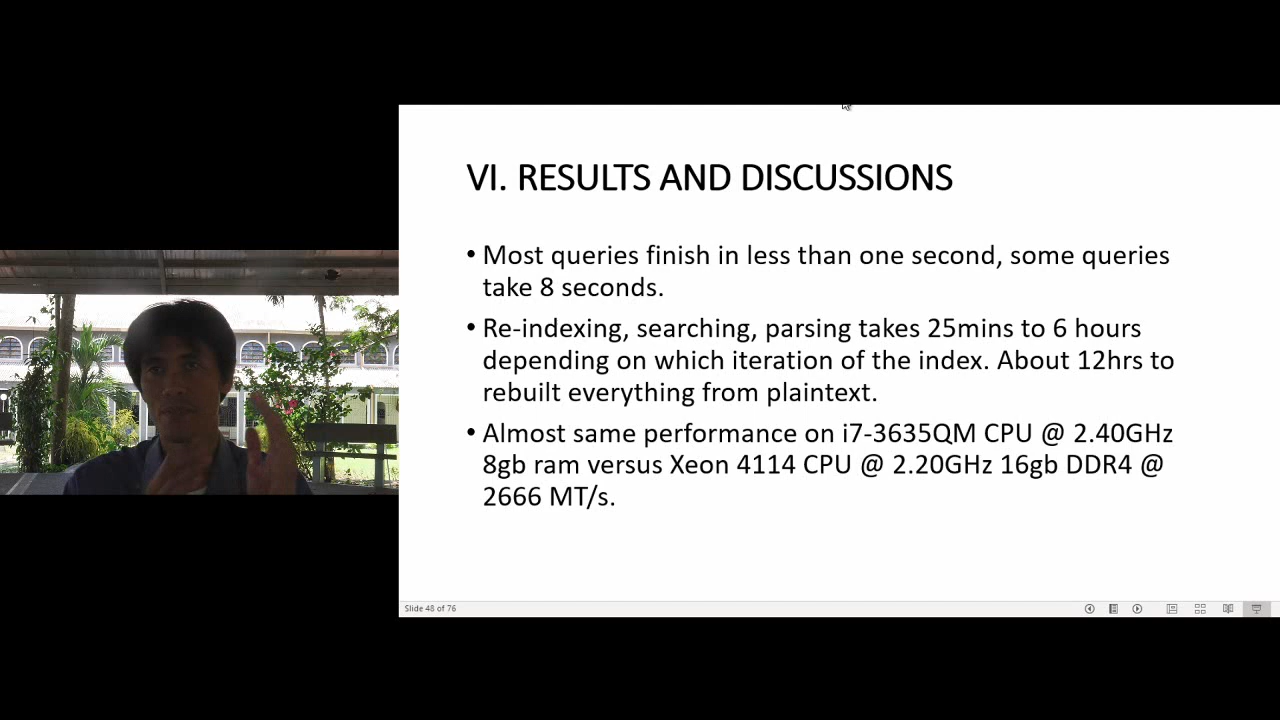 VI. RESULTS AND DISCUSSIONS
• Most queries finish in less than one second, some queries
take 8 seconds.
• Re-indexing, searching, parsing takes 25mins to 6 hours
depending on which iteration of the index. About 12hrs to
rebuilt everything from plaintext.
• Almost same performance on i7-3635QM CPU @ 2.40GHz
8gb ram versus Xeon 4114 CPU @ 2.20GHz 16gb DDR4 @
2666 MT/s.
Slide 48 of 76